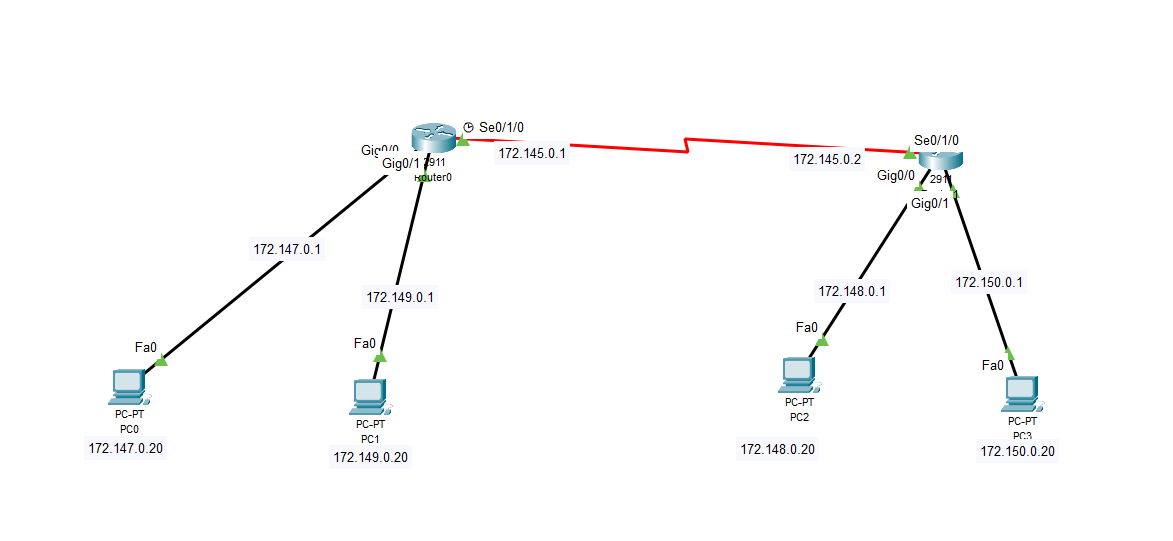 Se0/1/0
Gig0/0
Gig0/1
2911
Router0
172.145.0.1
172.145.0.2
Se0/1/0
Gig0/0
Gig0/1
172.147.0.1
172.149.0.1
172.148.0.1
172.150.0.1
Fa0
PC-PT
PC0
172.147.0.20
Fa0
PC-PT
PC1
172.149.0.20
Fa0
PC-PT
PC2
172.148.0.20
Fa0
PC-PT
PC3
172.150.0.20